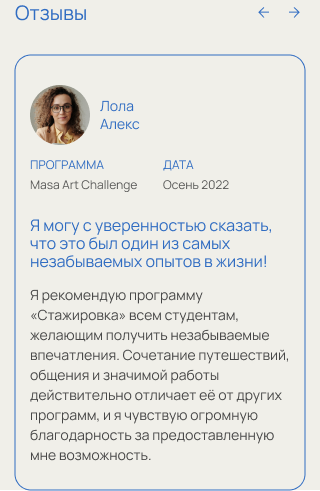 Отзывы
Лола
Алекс
ПРОГРАММА
ДАТА
Masa Art Challenge
Осень 2022
Я могу с уверенностью сказать,
что это был один из самых
незабываемых опытов в жизни!
Я рекомендую программу
«Стажировка» всем студентам,
желающим получить незабываемые
впечатления. Сочетание путешествий,
общения и значимой работы
действительно отличает её от других
программ, и я чувствую огромную
благодарность за предоставленную
мне возможность.